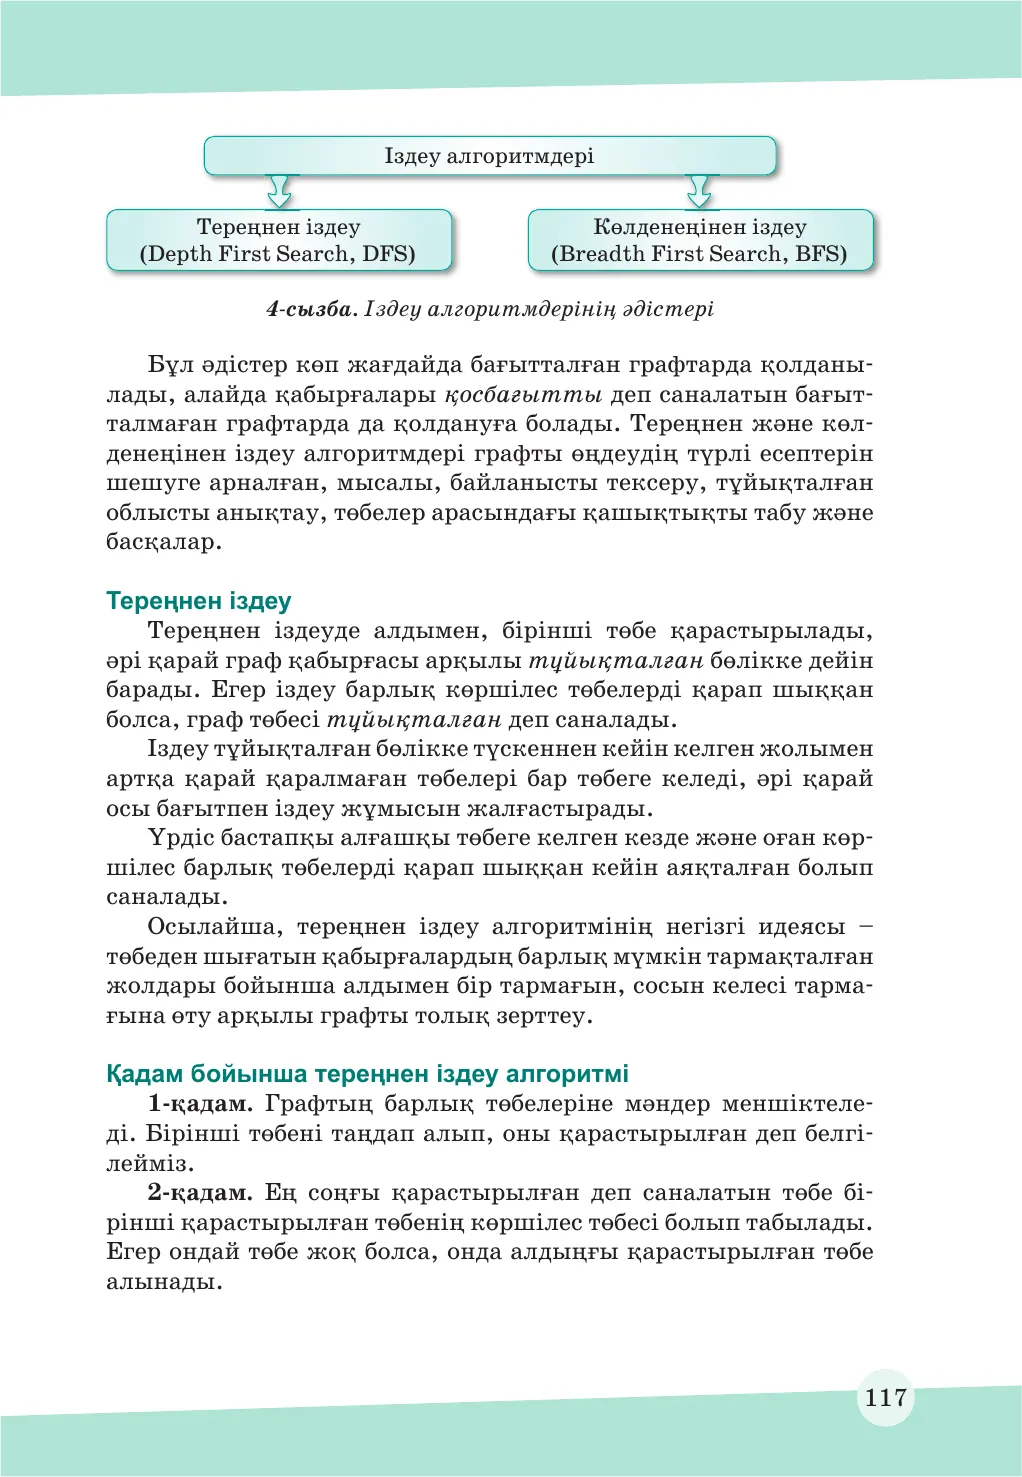 Іздеу алгоритмдері
Тереңнен іздеу
(Depth First Search, DFS)
Көлденеңінен іздеу
(Breadth First Search, BFS)
4-сызба. Іздеу алгоритмдерінің әдістері
Бұл әдістер көп жағдайда бағытталған графтарда қолданы-
лады, алайда қабырғалары қосбағытты деп саналатын бағыт-
талмаған графтарда да қолдануға болады. Тереңнен және көл-
денеңінен іздеу алгоритмдері графты өңдеудің түрлі есептерін
шешуге арналған, мысалы, байланысты тексеру, тұйықталған
облысты анықтау, төбелер арасындағы қашықтықты табу және
басқалар.
Тереңнен іздеу
Тереңнен іздеуде алдымен, бірінші төбе қарастырылады,
әрі қарай граф қабырғасы арқылы тұйықталған бөлікке дейін
барады. Егер іздеу барлық көршілес төбелерді қарап шыққан
болса, граф төбесі тұйықталған деп саналады.
Іздеу тұйықталған бөлікке түскеннен кейін келген жолымен
артқа қарай қаралмаған төбелері бар төбеге келеді, әрі қарай
осы бағытпен іздеу жұмысын жалғастырады.
Үрдіс бастапқы алғашқы төбеге келген кезде және оған көр-
шілес барлық төбелерді қарап шыққан кейін аяқталған болып
саналады.
Осылайша, тереңнен іздеу алгоритмінің негізгі идеясы –
төбеден шығатын қабырғалардың барлық мүмкін тармақталған
жолдары бойынша алдымен бір тармағын, сосын келесі тарма-
ғына өту арқылы графты толық зерттеу.
Қадам бойынша тереңнен іздеу алгоритмі
1-қадам. Графтың барлық төбелеріне мәндер меншіктеле-
ді. Бірінші төбені таңдап алып, оны қарастырылған деп белгі-
лейміз.
2-қадам. Ең соңғы қарастырылған деп саналатын төбе бі-
рінші қарастырылған төбенің көршілес төбесі болып табылады.
Егер ондай төбе жоқ болса, онда алдыңғы қарастырылған төбе
алынады.
117